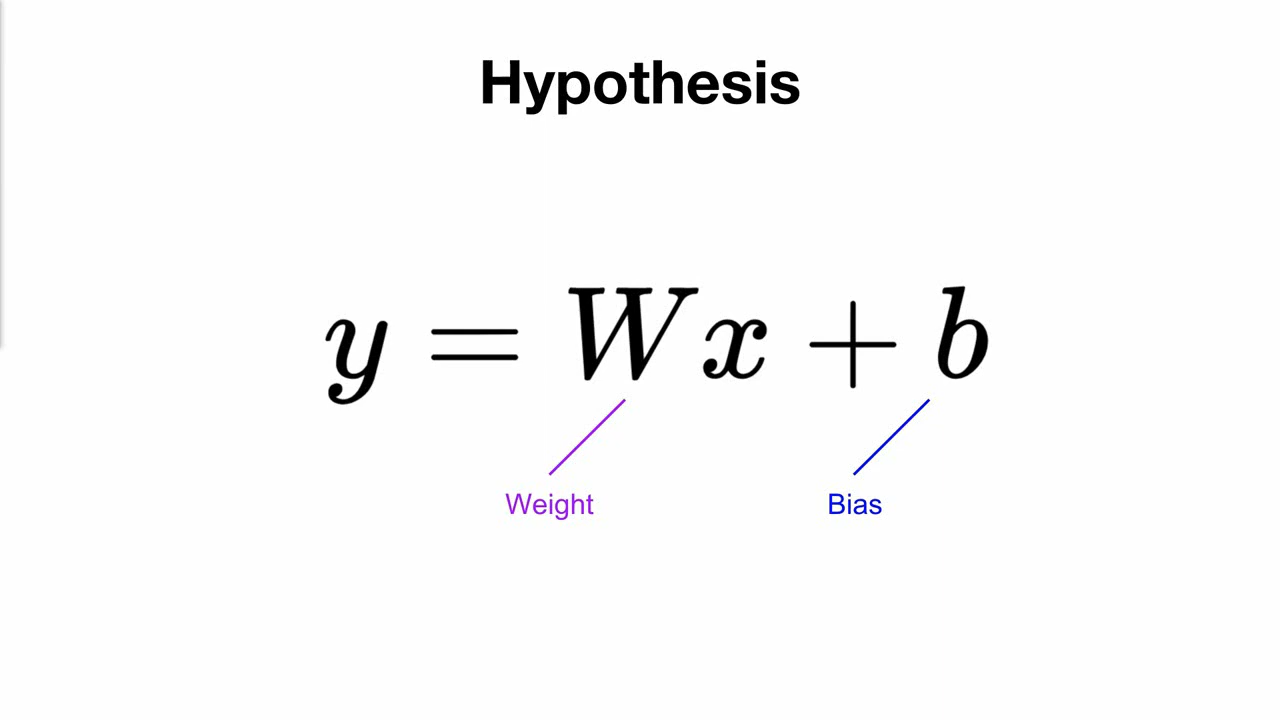 Hypothesis
y = Wx + b
Weight
Bias